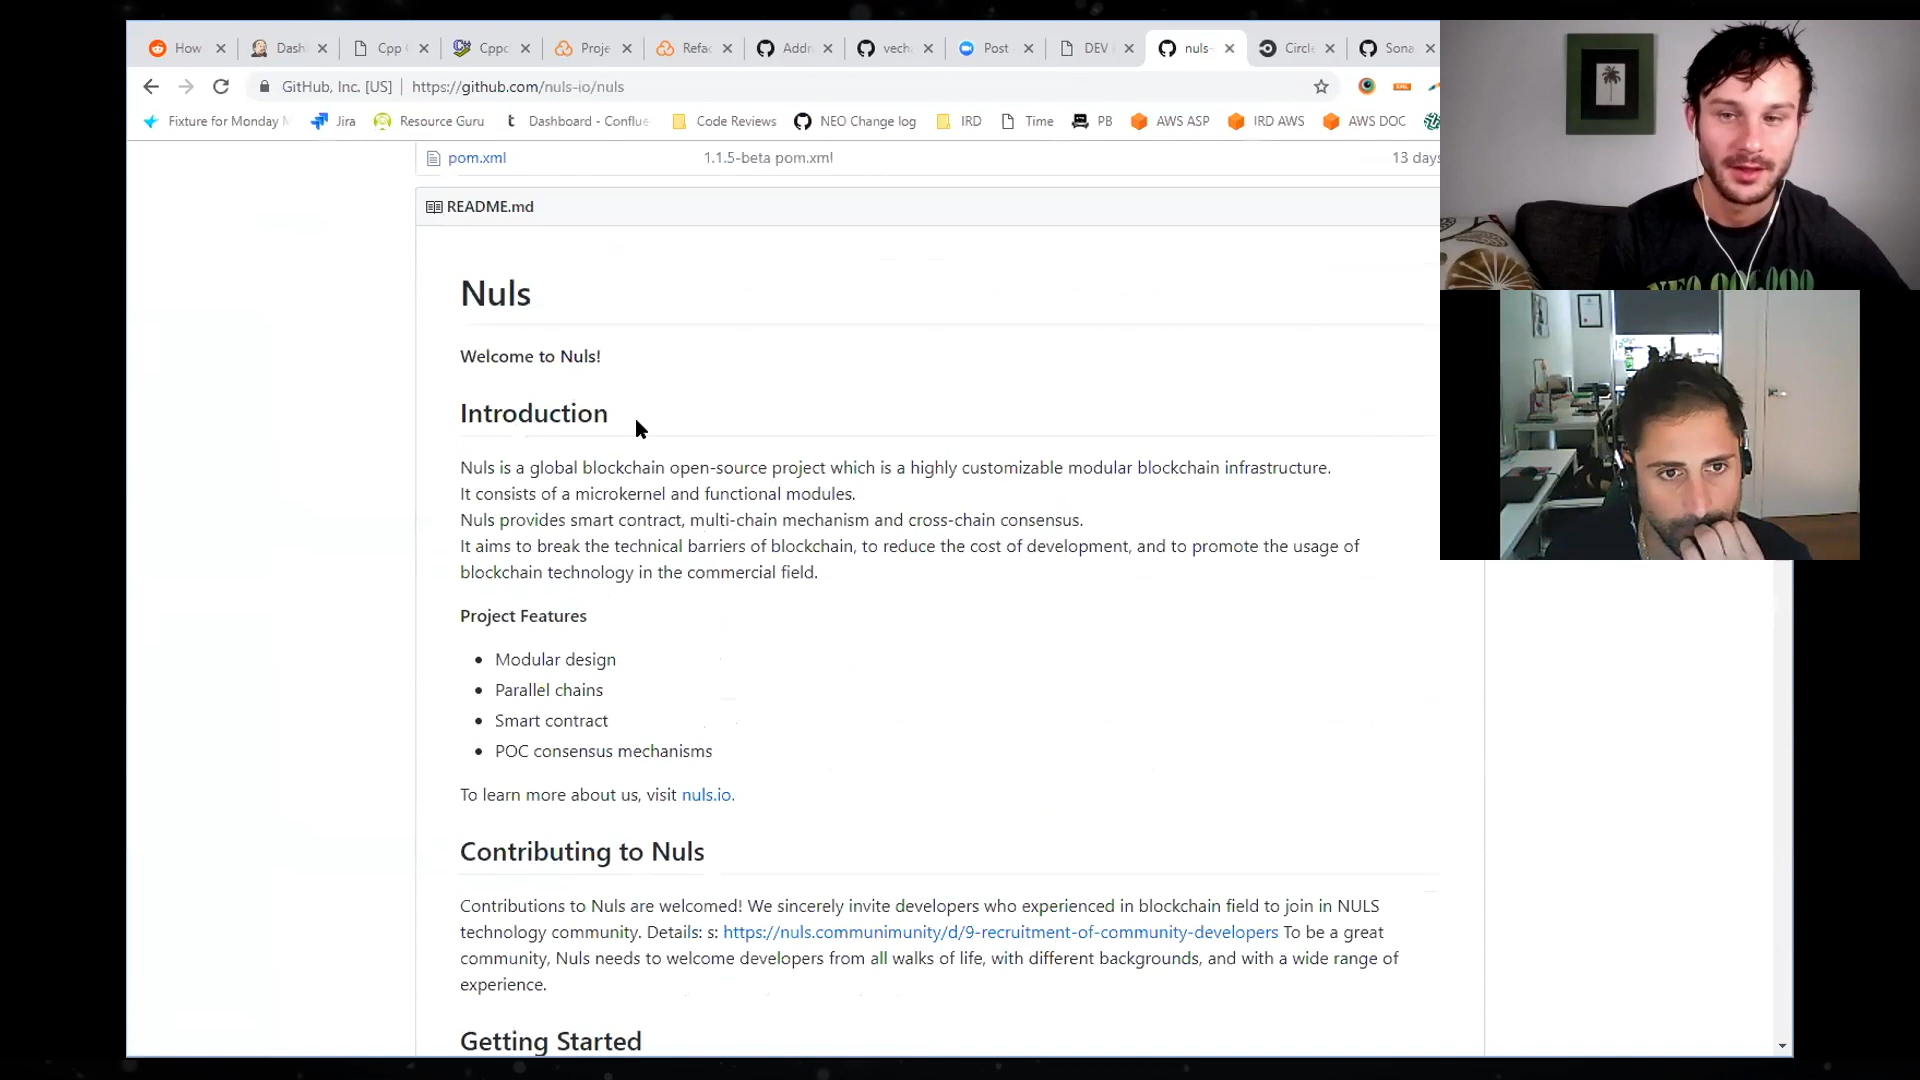 How
Dash
Cpp
Cppc
Proje
Refac
Addr
vech
Post
DEV
nuls-
Circle
Sona
GitHub, Inc. [US] | https://github.com/nuls-io/nuls
Fixture for Monday
Jira
Resource Guru
Dashboard - Conflue
Code Reviews
NEO Change log
IRD
Time
PB
AWS ASP
IRD AWS
AWS DOC
pom.xml 1.1.5-beta pom.xml! 13 days
README.md
Nuls
Welcome to Nuls!
Introduction
Nuls is a global blockchain open-source project which is a highly customizable modular blockchain infrastructure.
It consists of a microkernel and functional modules.
Nuls provides smart contract, multi-chain mechanism and cross-chain consensus.
It aims to break the technical barriers of blockchain, to reduce the cost of development, and to promote the usage of
blockchain technology in the commercial field.
Project Features
• Modular design
• Parallel chains
• Smart contract
• POC consensus mechanisms
To learn more about us, visit nuls.io.
Contributing to Nuls
Contributions to Nuls are welcomed! We sincerely invite developers who experienced in blockchain field to join in NULS
technology community. Details: s: https://nuls.communimunity/d/9-recruitment-of-community-developers To be a great
community, Nuls needs to welcome developers from all walks of life, with different backgrounds, and with a wide range of
experience.
Getting Started